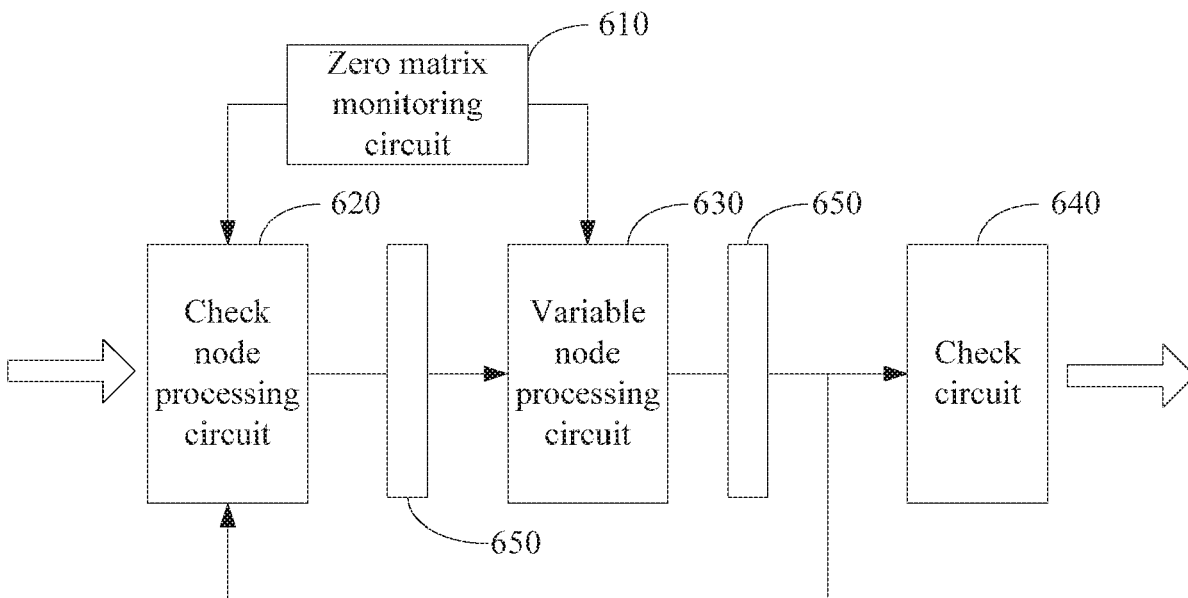 610
Zero matrix
monitoring
circuit
620
630
650
640
Check
node
processing
circuit
Variable
node
processing
circuit
Check
circuit
650